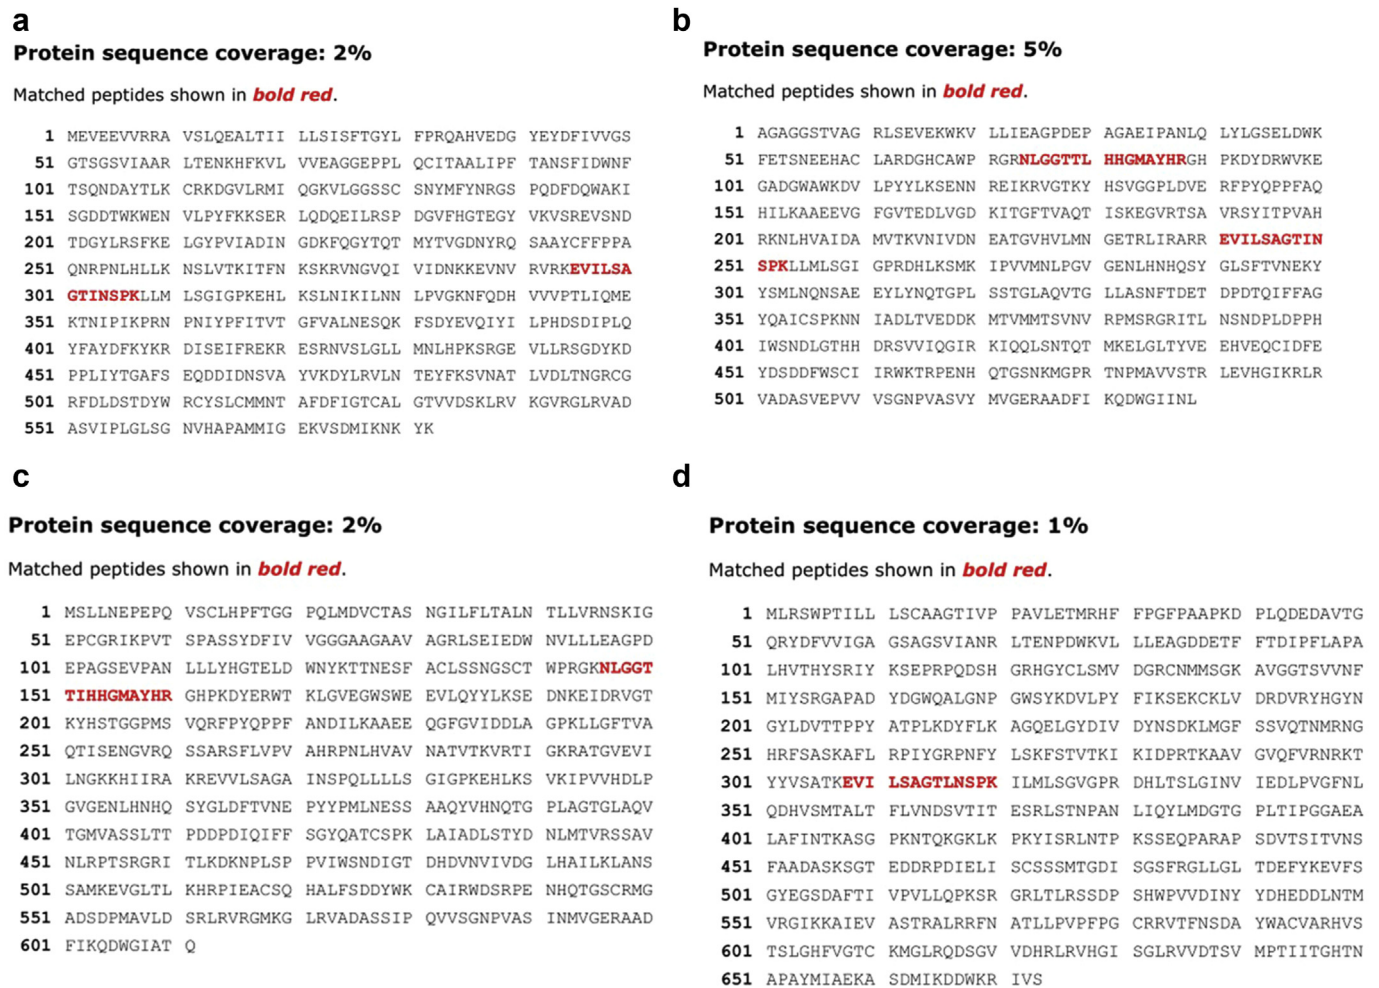 a
Protein sequence coverage: 2%
Matched peptides shown in bold red.
1 MEVEEVVRRA VSLQEALTII LLSISFTGYL FPRQAHVEDG YEYDFIVVGS
51 GTSGSVIAAR LTENKHFKVL VVEAGGEPPL QCITAALIPF TANSFIDWNF
101 TSQNDAYTLK CRKDGVLRMI QGKVLGGSSC SNYMFYNRGS PQDFDQWAKI
151 SGDDTWKWEN VLPYFKKSER LQDQEILRSP DGVFHGTEGY VKVSREVSND
201 TDGYLRSFKE LGYPVIADIN GDKFQGYTQT MYTVGDNYRQ SAAYCFFPPA
251 QNRPNLHLLK NSLVTKITFN KSKRVNGVQI VIDNKKEVNV RVRKEVILSA
301 GTINSPKLLM LSGIGPKEHL KSLNIKILNN LPVGKNFQDH VVVPTLIQME
351 KTNIPIKPRN PNIYPFITVT GFVALNESQK FSDYEVQIYI LPHDSDIPLQ
401 YFAYDFKYKR DISEIFREKR ESRNVSLGLL MNLHPKSRGE VLLRSGDYKD
451 PPLIYTGAFS EQDDIDNSVA YVKDYLRVLN TEYFKSVNAT LVDLTNGRCG
501 RFDLDSTDYW RCYSLCMMNT AFDFIGTCAL GTVVDSKLRV KGVRGLRVAD
551 ASVIPLGLSG NVHAPAMMIG EKVSDMIKNK YK
b
Protein sequence coverage: 5%
Matched peptides shown in bold red.
1 AGAGGSTVAG RLSEVEKWKV LLIEAGPDEP AGAEIPANLQ LYLGSELDWK
51 FETSNEEHAC LARDGHCAWP RGRNLGGTTL HHGMAYHRGH PKDYDRWVKE
101 GADGWAWKDV LPYYLKSENN REIKRVGTKY HSVGGPLDVE RFPYQPPFAQ
151 HILKAAEEVG FGVTEDLVGD KITGFTVAQT ISKEGVRTSA VRSYITPVAH
201 RKNLHVAIDA MVTKVNIVDN EATGVHVLMN GETRLIRARR EVILSAGTIN
251 SPKLLMLSGI GPRDHLKSMK IPVVMNLPGV GENLHNHQSY GLSFTVNEKY
301 YSMLNQNSAE EYLYNQTGPL SSTGLAQVTG LLASNFTDET DPDTQIFFAG
351 YQAICSPKNN IADLTVEDDK MTVMMTSVNV RPMSRGRITL NSNDPLDPPH
401 IWSNDLGTHH DRSVVIQGIR KIQQLSNTQT MKELGLTYVE EHVEQCIDFE
451 YDSDDFWSCI IRWKTRPENH QTGSNKMGPR TNPMAVVSTR LEVHGIKRLR
501 VADASVEPVV VSGNPVASVY MVGERAADFI KQDWGIINL
c
Protein sequence coverage: 2%
Matched peptides shown in bold red.
1 MSLLNEPEPQ VSCLHPFTGG PQLMDVCTAS NGILFLTALN TLLVRNSKIG
51 EPCGRIKPVT SPASSYDFIV VGGGAAGAAV AGRLSEIEDW NVLLLEAGPD
101 EPAGSEVPAN LLLYHGTELD WNYKTTNESF ACLSSNGSCT WPRGKNLGGT
151 TIHHGMAYHR GHPKDYERWT KLGVEGWSWE EVLQYYLKSE DNKEIDRVGT
201 KYHSTGGPMS VQRFPYQPPF ANDILKAAEE QGFGVIDDLA GPKLLGFTVA
251 QTISENGVRQ SSARSFLVPV AHRPNLHVAV NATVTKVRTI GKRATGVEVI
301 LNGKKHIIRA KREVVLSAGA INSPQLLLLS GIGPKEHLKS VKIPVVHDLP
351 GVGENLHNHQ SYGLDFTVNE PYYPMLNESS AAQYVHNQTG PLAGTGLAQV
401 TGMVASSLTT PDDPDIQIFF SGYQATCSPK LAIADLSTYD NLMTVRSSAV
451 NLRPTSRGRI TLKDKNPLSP PVIWSNDIGT DHDVNVIVDG LHAILKLANS
501 SAMKEVGLTL KHRPIEACSQ HALFSDDYWK CAIRWDSRPE NHQTGSCRMG
551 ADSDPMAVLD SRLRVRGMKG LRVADASSIP QVVSGNPVAS INMVGERAAD
601 FIKQDWGIAT Q
d
Protein sequence coverage: 1%
Matched peptides shown in bold red.
1 MLRSWPTILL LSCAAGTIVP PAVLETMRHF FPGFPAAPKD PLQDEDAVTG
51 QRYDFVVIGA GSAGSVIANR LTENPDWKVL LLEAGDDETF FTDIPFLAPA
101 LHVTHYSRIY KSEPRPQDSH GRHGYCLSMV DGRCNMMSGK AVGGTSVVNF
151 MIYSRGAPAD YDGWQALGNP GWSYKDVLPY FIKSEKCKLV DRDVRYHGYN
201 GYLDVTTPPY ATPLKDYFLK AGQELGYDIV DYNSDKLMGF SSVQTNMRNG
251 HRFSASKAFL RPIYGRPNFY LSKFSTVTKI KIDPRTKAAV GVQFVRNRKT
301 YYVSATKEVI LSAGTLNSPK ILMLSGVGPR DHLTSLGINV IEDLPVGFNL
351 QDHVSMTALT FLVNDSVTIT ESRLSTNPAN LIQYLMDGTG PLTIPGGAEA
401 LAFINTKASG PKNTQKGKLK PKYISRLNTP KSSEQPARAP SDVTSITVNS
451 FAADASKSGT EDDRPDIELI SCSSSMTGDI SGSFRGLLGL TDEFYKEVFS
501 GYEGSDAFTI VPVLLQPKSR GRLTLRSSDP SHWPVVDINY YDHEDDLNTM
551 VRGIKKAIEV ASTRALRRFN ATLLPVPFPG CRRVTFNSDA YWACVARHVS
601 TSLGHFVGTC KMGLRQDSGV VDHRLRVHGI SGLRVVDTSV MPTIITGHTN
651 APAYMIAEKA SDMIKDDWKR IVS